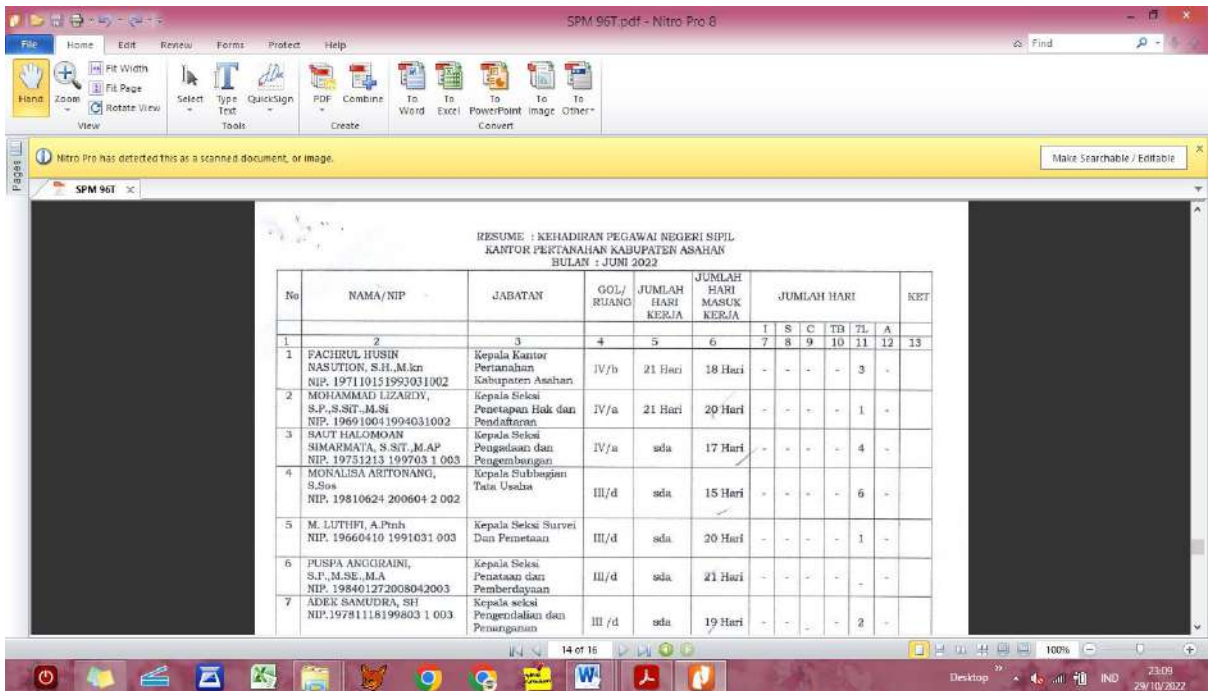 SPM 96T.pdf - Nitro Pro 8
File Home Edit Review Forms Protect Help
Find
Hand
Zoom
Fit Width
Fit Page
Rotate View
View
Select
Type Text
QuickSign
Tools
PDF
Combine
Create
To Word
To Excel
To PowerPoint
To Image
To Other
Convert
Pages
Nitro Pro has detected this as a scanned document, or image.
Make Searchable / Editable
SPM 96T
RESUME : KEHADIRAN PEGAWAI NEGERI SIPIL
KANTOR PERTANAHAN KABUPATEN ASAHAN
BULAN : JUNI 2022
No NAMA/NIP JABATAN GOL/ RUANG JUMLAH HARI KERJA JUMLAH HARI MASUK KERJA JUMLAH HARI KET
I S C TB TL A
1 2 3 4 5 6 7 8 9 10 11 12 13
1 FACHRUL HUSIN Kepala Kantor
NASUTION, S.H.,M.kn Pertanahan IV/b 21 Hari 18 Hari - - - - 3 -
NIP. 197110151993031002 Kabupaten Asahan
2 MOHAMMAD LIZARDY, Kepala Seksi
S.P.,S.SiT.,M.Si Penetapan Hak dan IV/a 21 Hari 20 Hari - - - - 1 -
NIP. 196910041994031002 Pendaftaran
3 SAUT HALOMOAN Kepala Seksi
SIMARMATA, S.SiT.,M.AP Pengadaan dan IV/a sda 17 Hari - - - - 4 -
NIP. 19751213 199703 1 003 Pengembangan
4 MONALISA ARITONANG, Kepala Subbagian
S.Sos Tata Usaha
NIP. 19810624 200604 2 002 III/d sda 15 Hari - - - - 6 -
5 M. LUTHFI, A.Ptnh Kepala Seksi Survei
NIP. 19660410 1991031 003 Dan Pemetaan III/d sda 20 Hari - - - - 1 -
6 PUSPA ANGGRAINI, Kepala Seksi
S.P.,M.SE.,M.A Penataan dan III/d sda 21 Hari - - - - - -
NIP. 198401272008042003 Pemberdayaan
7 ADEK SAMUDRA, SH Kepala seksi
NIP.19781118199803 1 003 Pengendalian dan III /d sda 19 Hari - - - - 2 -
Penanganan
14 of 16
100%
Desktop
IND
23:09
29/10/2022